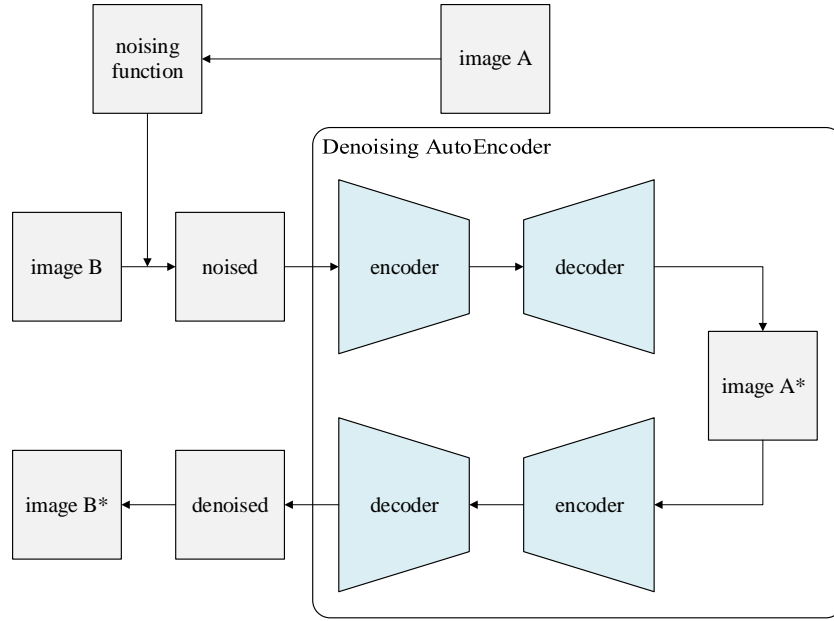 noising
function
image A
Denoising AutoEncoder
image B
noised
encoder
decoder
image A*
image B*
denoised
decoder
encoder